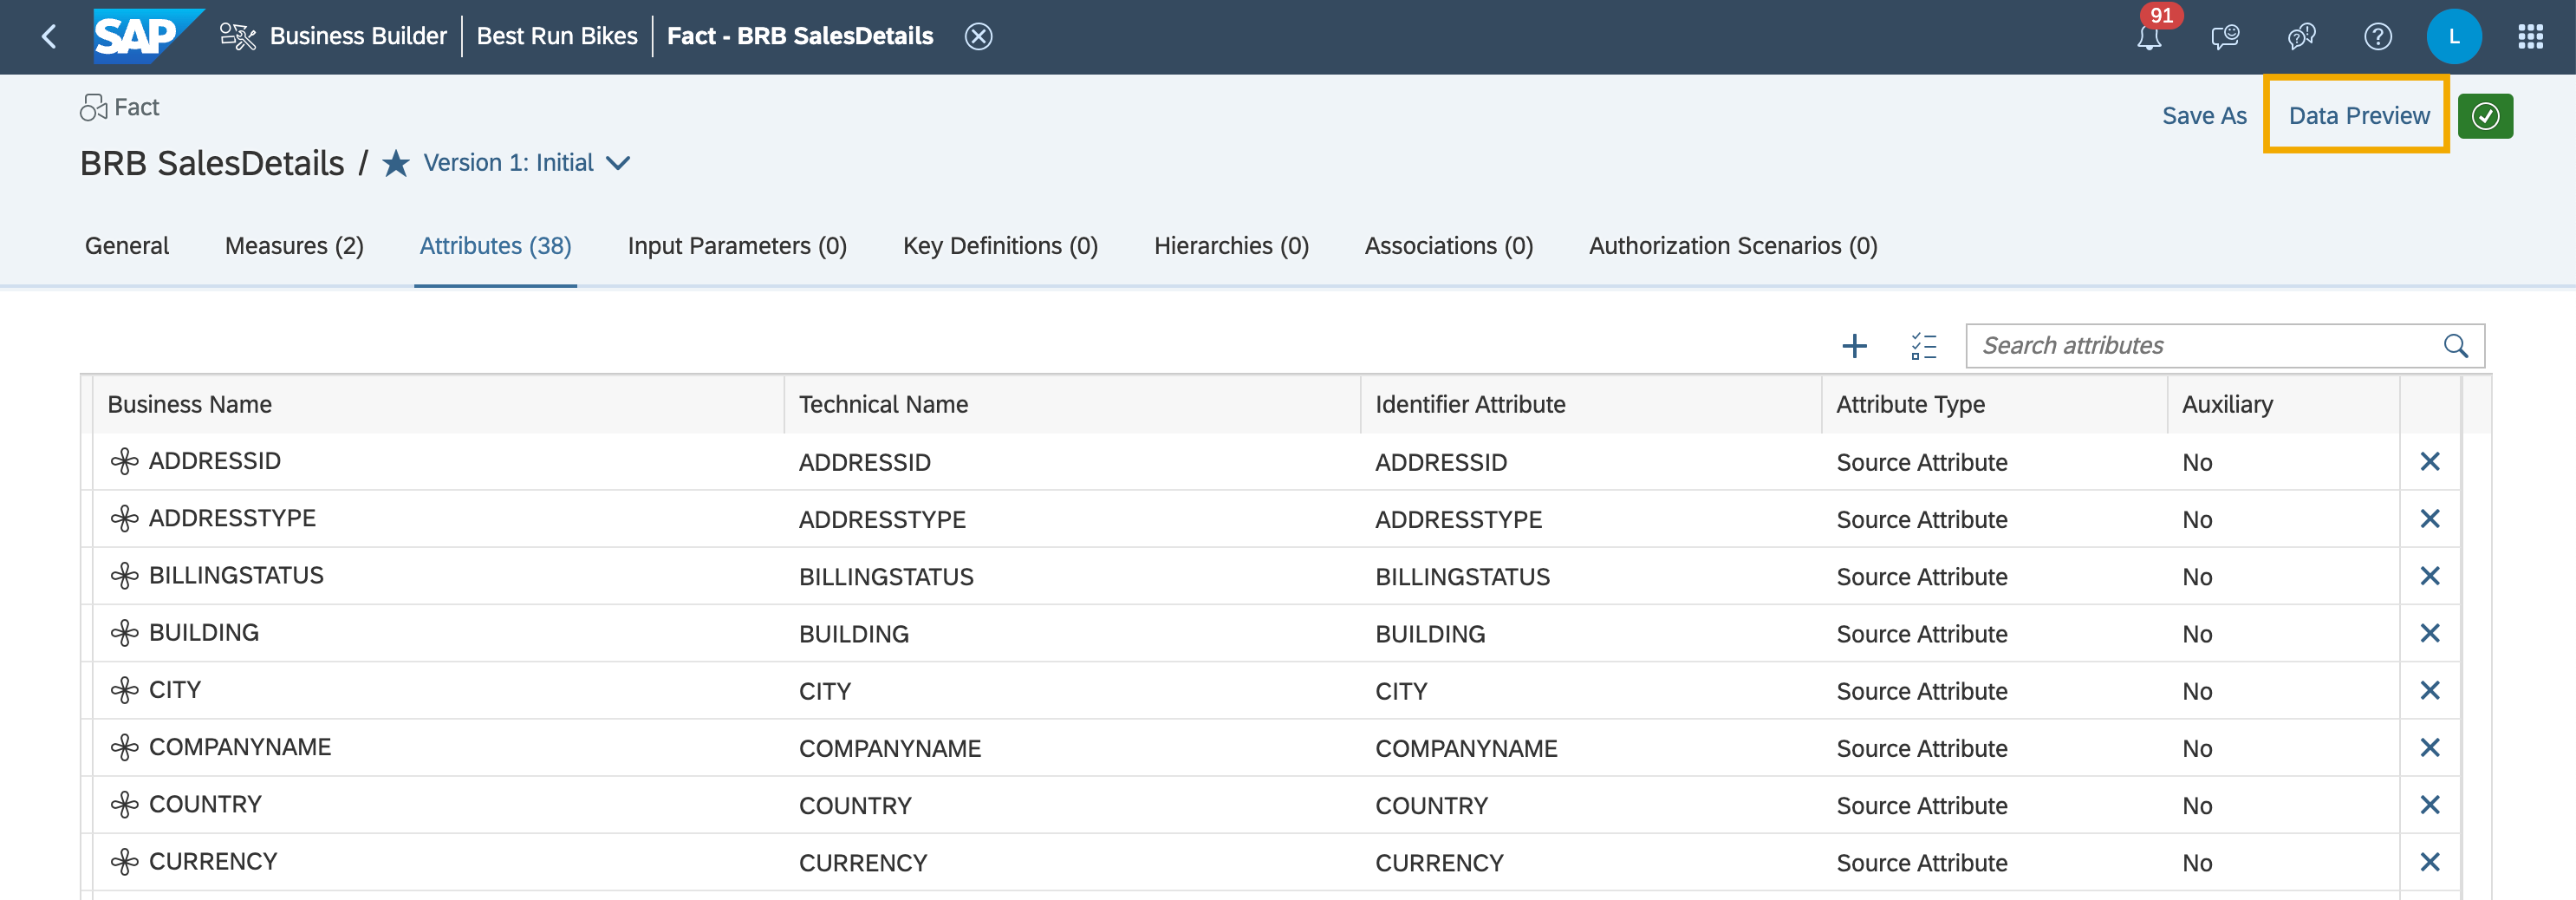 SAP Business Builder Best Run Bikes Fact - BRB SalesDetails 91 L
Fact
Save As Data Preview
BRB SalesDetails / Version 1: Initial
General Measures (2) Attributes (38) Input Parameters (0) Key Definitions (0) Hierarchies (0) Associations (0) Authorization Scenarios (0)
Search attributes
Business Name Technical Name Identifier Attribute Attribute Type Auxiliary
ADDRESSID ADDRESSID ADDRESSID Source Attribute No
ADDRESSTYPE ADDRESSTYPE ADDRESSTYPE Source Attribute No
BILLINGSTATUS BILLINGSTATUS BILLINGSTATUS Source Attribute No
BUILDING BUILDING BUILDING Source Attribute No
CITY CITY CITY Source Attribute No
COMPANYNAME COMPANYNAME COMPANYNAME Source Attribute No
COUNTRY COUNTRY COUNTRY Source Attribute No
CURRENCY CURRENCY CURRENCY Source Attribute No